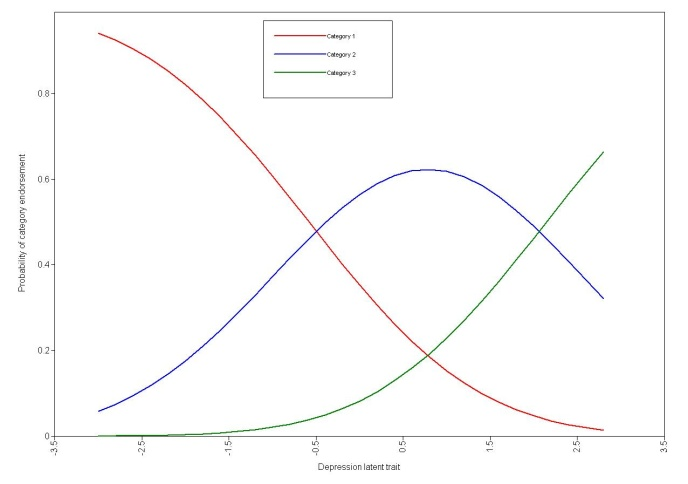 Category 1
Category 2
Category 3
Probability of category endorsement
0.8
0.6
0.4
0.2
0
-3.5
-2.5
-1.5
-0.5
0.5
1.5
2.5
3.5
Depression latent trait